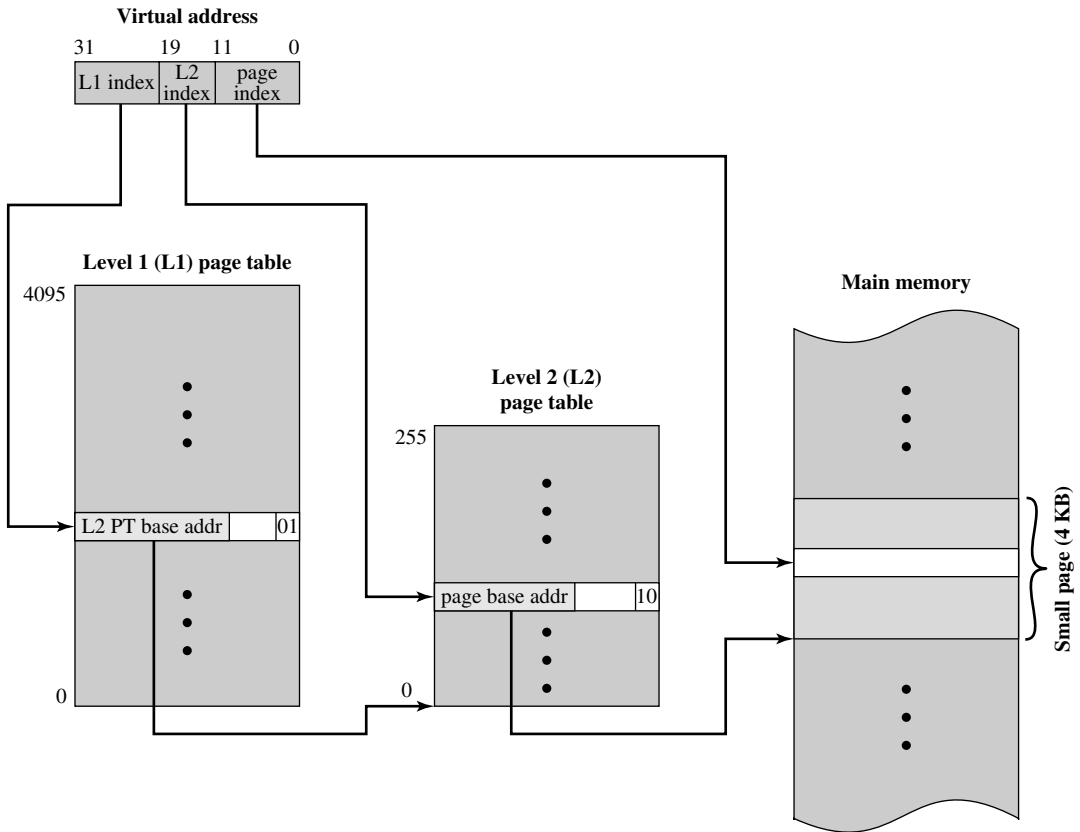 Virtual address
31 19 11 0
L1 index
L2
index
page
index
Level 1 (L1) page table
4095
L2 PT base addr
01
0
Level 2 (L2)
page table
255
page base addr
10
0
Main memory
Small page (4 KB)